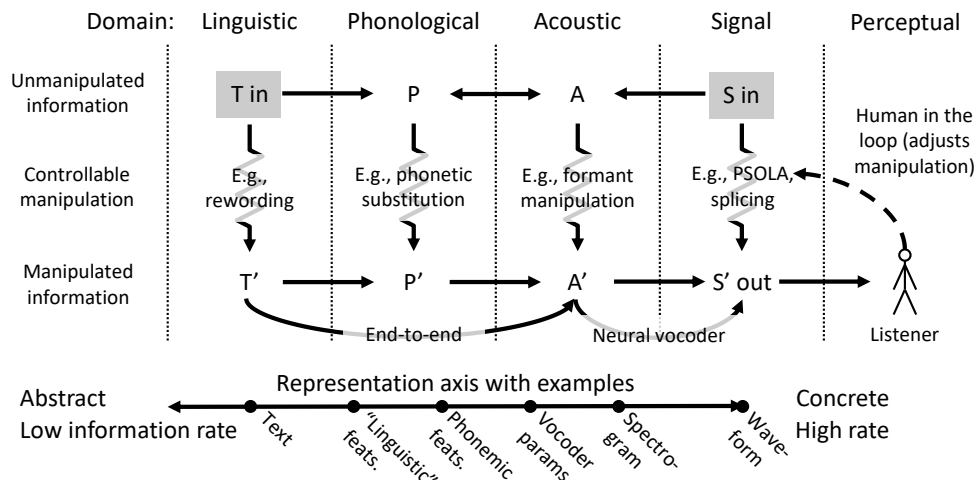 Domain: Linguistic Phonological Acoustic Signal Perceptual
Unmanipulated
information
T in P A S in
Human in the
loop (adjusts
manipulation)
Controllable
manipulation
E.g.,
rewording
E.g., phonetic
substitution
E.g., formant
manipulation
E.g., PSOLA,
splicing
Manipulated
information
T’ P’ A’ S’ out
End-to-end
Neural vocoder
Listener
Representation axis with examples
Abstract
Low information rate
Concrete
High rate
Text
“Linguistic”
feats.
Phonemic
feats.
Vocoder
params
Spectro-
gram
Wave-
form